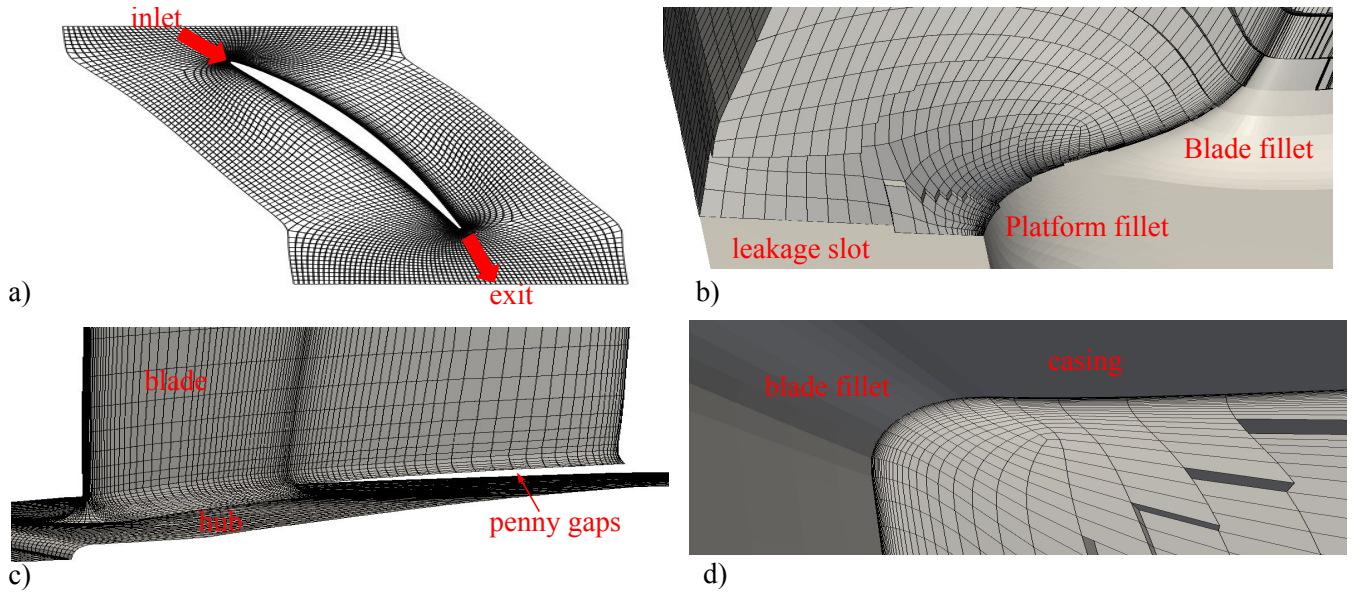 inlet
exit
a)
Blade fillet
Platform fillet
leakage slot
b)
blade
hub
penny gaps
c)
casing
blade fillet
d)